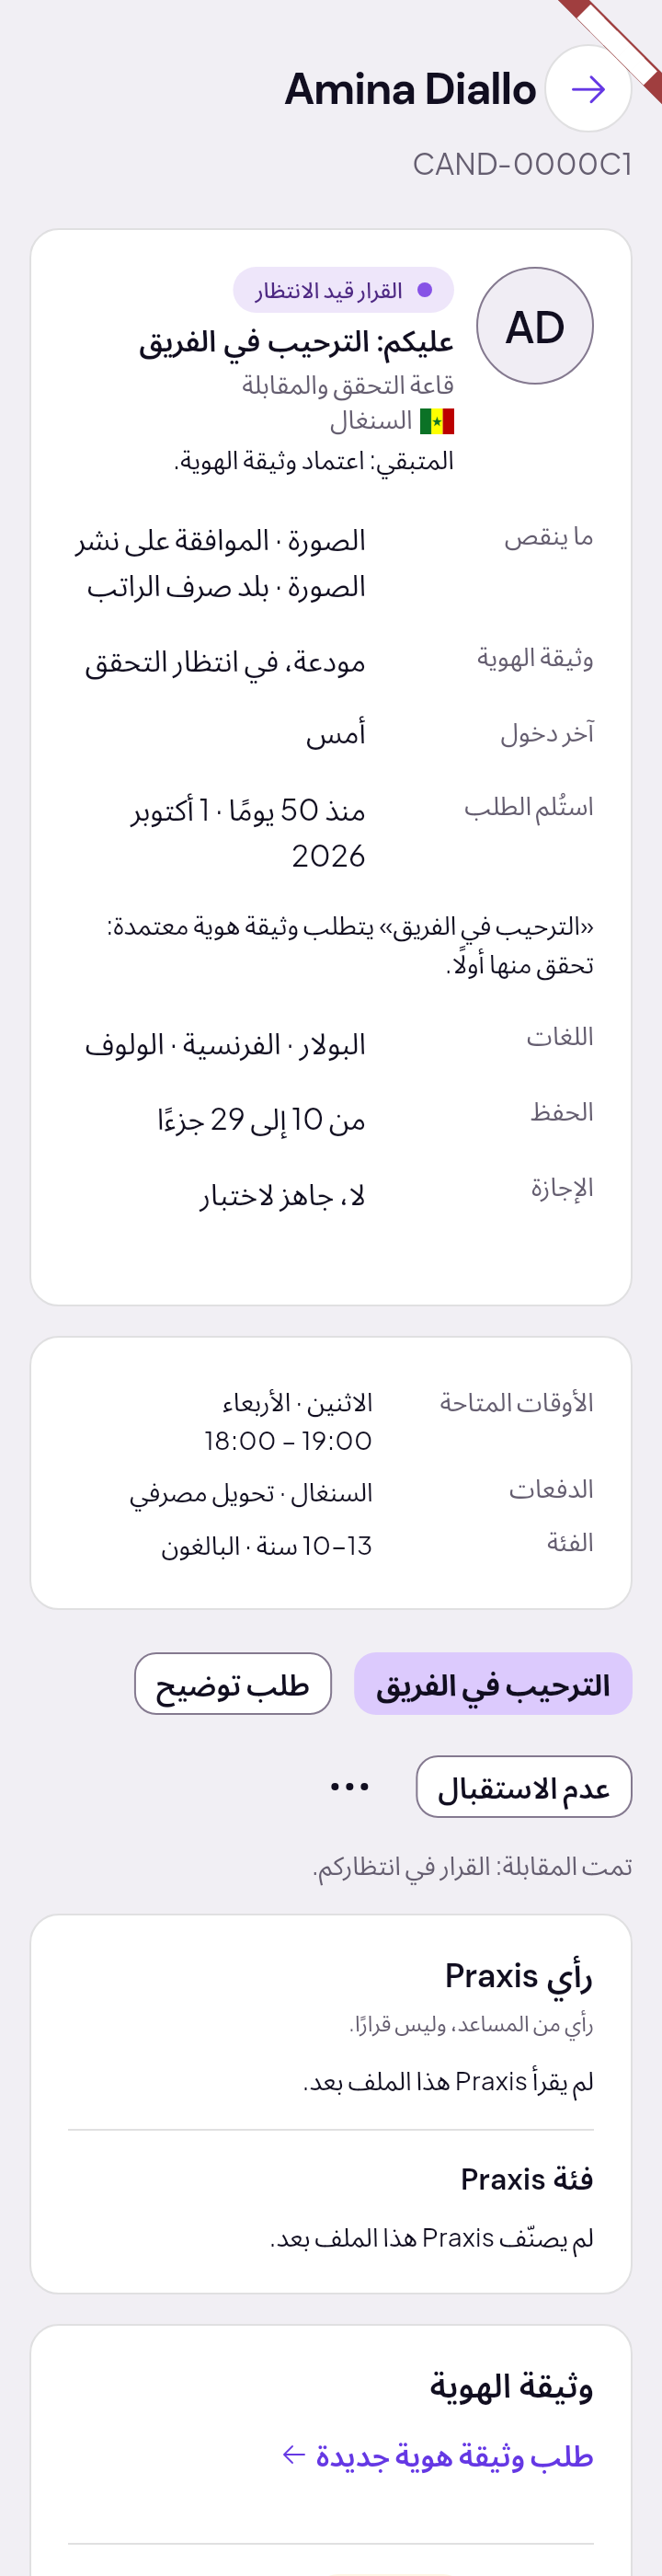 Amina Diallo
CAND-0000C1
AD
القرار قيد الانتظار
عليكم: الترحيب في الفريق
قاعة التحقق والمقابلة
السنغال
المتبقي: اعتماد وثيقة الهوية.
ما ينقص
الصورة · الموافقة على نشر
الصورة · بلد صرف الراتب
وثيقة الهوية
مودعة، في انتظار التحقق
آخر دخول
أمس
استُلم الطلب
منذ 50 يومًا · 1 أكتوبر
2026
«الترحيب في الفريق» يتطلب وثيقة هوية معتمدة:
تحقق منها أولًا.
اللغات
البولار · الفرنسية · الولوف
الحفظ
من 10 إلى 29 جزءًا
الإجازة
لا، جاهز لاختبار
الأوقات المتاحة
الاثنين · الأربعاء
18:00 – 19:00
الدفعات
السنغال · تحويل مصرفي
الفئة
10–13 سنة · البالغون
الترحيب في الفريق
طلب توضيح
عدم الاستقبال
تمت المقابلة: القرار في انتظاركم.
رأي Praxis
رأي من المساعد، وليس قرارًا.
لم يقرأ Praxis هذا الملف بعد.
فئة Praxis
لم يصنّف Praxis هذا الملف بعد.
وثيقة الهوية
طلب وثيقة هوية جديدة ←